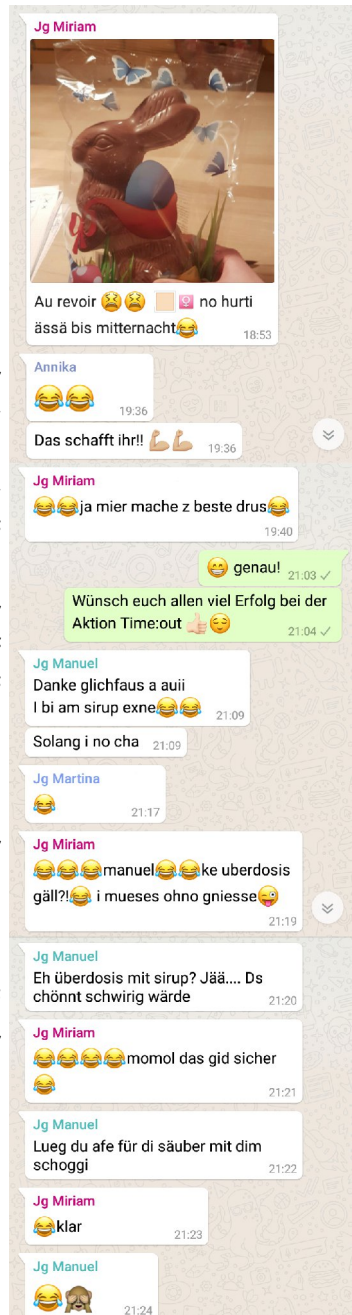 Jg Miriam
Au revoir 😫😫 🏻🚺 no hurti
ässä bis mitternacht😂
18:53
Annika
😂😂
19:36
Das schafft ihr!! 💪🏼💪🏼
19:36
Jg Miriam
😂😂ja mier mache z beste drus😂
19:40
😁 genau!
21:03
Wünsch euch allen viel Erfolg bei der
Aktion Time:out 👍🏻😌
21:04
Jg Manuel
Danke glichfaus a auii
I bi am sirup exne😂😂
21:09
Solang i no cha
21:09
Jg Martina
😂
21:17
Jg Miriam
😂😂😂manuel😂😂ke uberdosis
gäll?!😂 i mueses ohno gniesse😜
21:19
Jg Manuel
Eh überdosis mit sirup? Jää.... Ds
chönnt schwirig wärde
21:20
Jg Miriam
😂😂😂😂momol das gid sicher
😂
21:21
Jg Manuel
Lueg du afe für di säuber mit dim
schoggi
21:22
Jg Miriam
😂klar
21:23
Jg Manuel
😂🙈
21:24